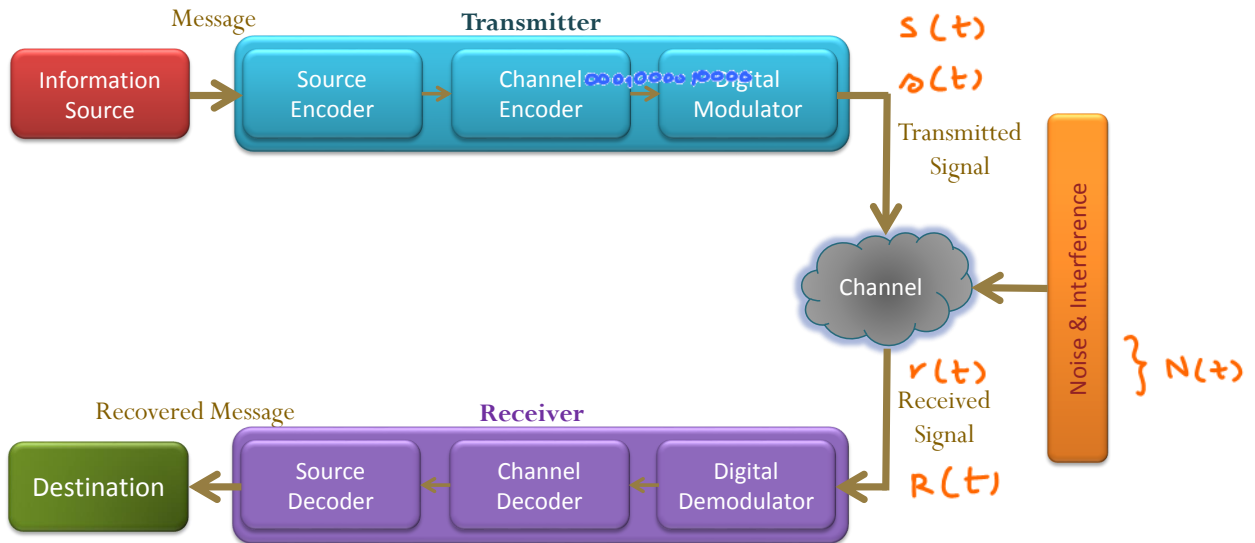 Message
Transmitter
S(t)
Information
Source
Source
Encoder
Channel
Encoder
Digital
Modulator
s(t)
Transmitted
Signal
Channel
Noise & Interference
N(t)
r(t)
Received
Signal
R(t)
Recovered Message
Receiver
Destination
Source
Decoder
Channel
Decoder
Digital
Demodulator